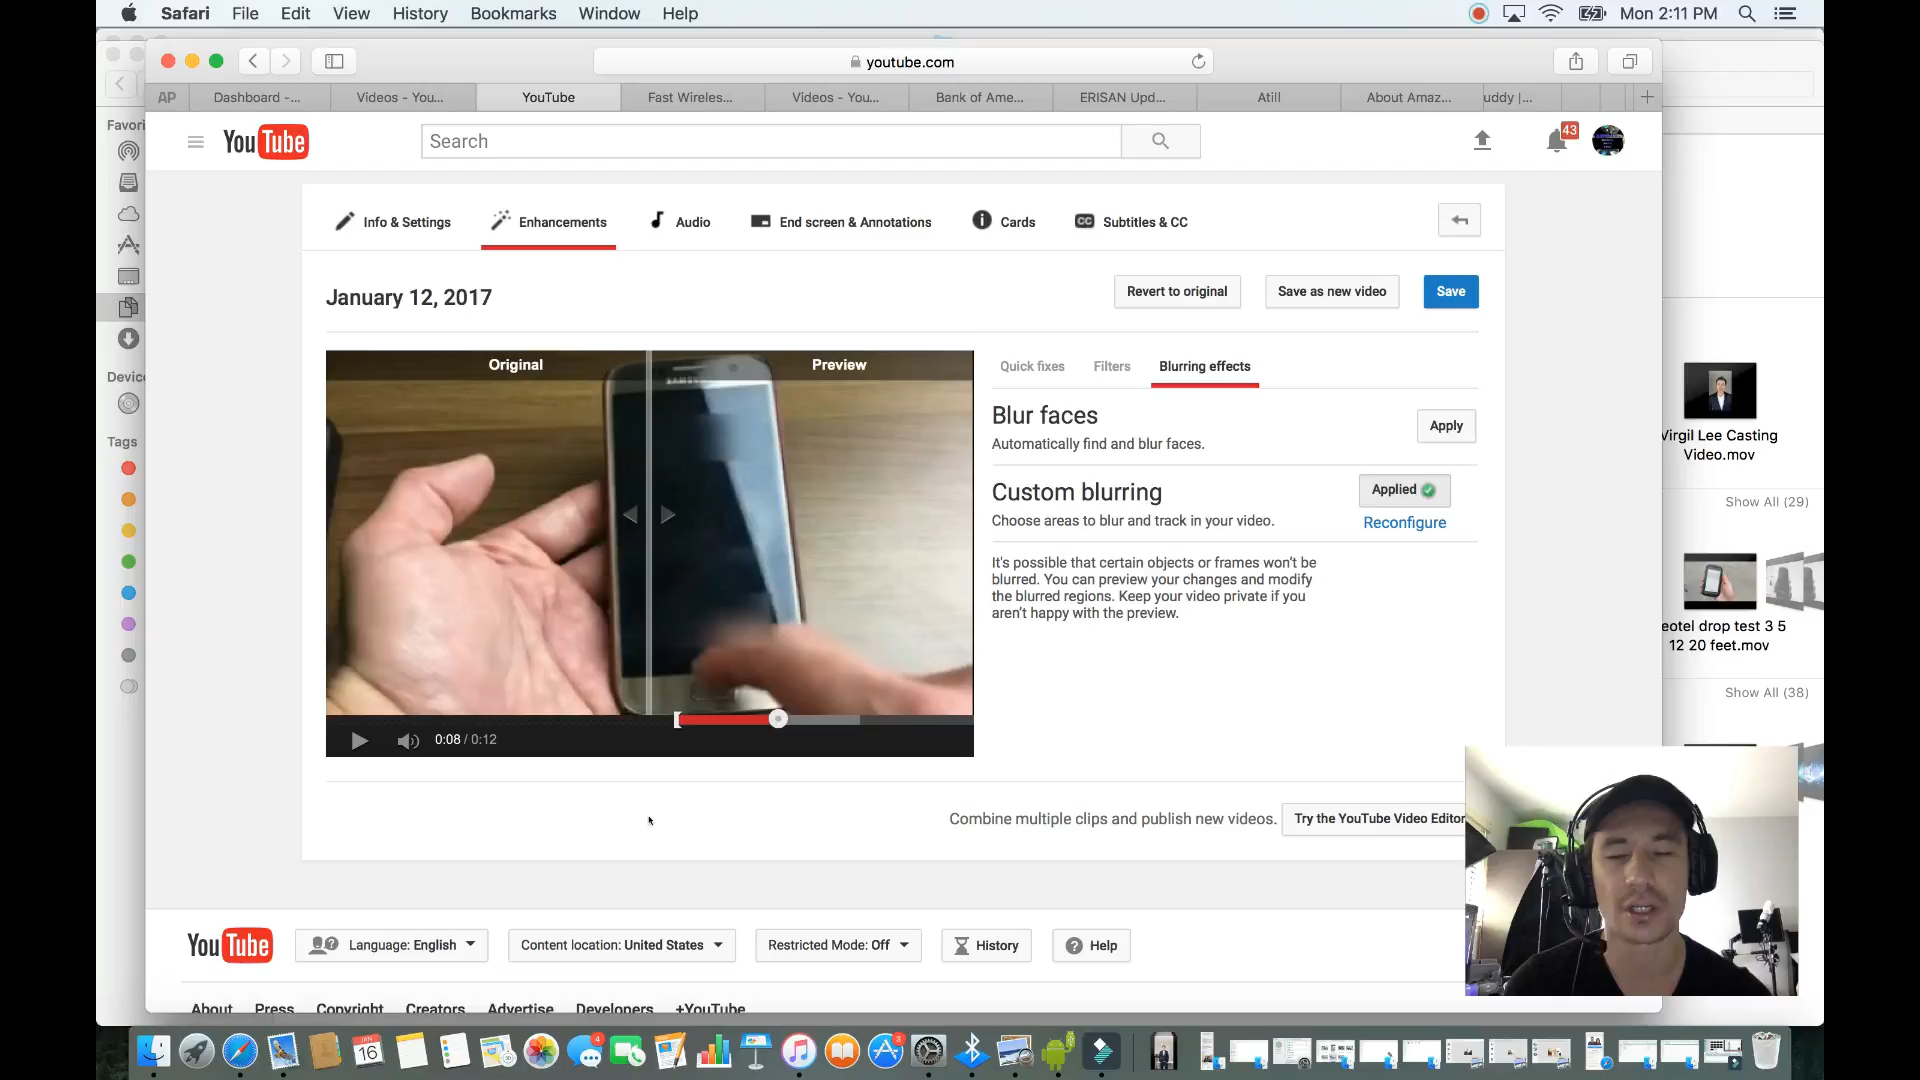 Safari File Edit View History Bookmarks Window Help Mon 2:11 PM
youtube.com
AP Dashboard -... Videos - You... YouTube Fast Wireles... Videos - You... Bank of Ame... ERISAN Upd... Atill About Amaz... uddy |...
Favori
YouTube Search 43
Info & Settings Enhancements Audio End screen & Annotations Cards CC Subtitles & CC
January 12, 2017 Revert to original Save as new video Save
Original Preview
SAMSUNG
Quick fixes Filters Blurring effects
Blur faces
Automatically find and blur faces.
Apply
Custom blurring
Choose areas to blur and track in your video.
Applied
Reconfigure
It's possible that certain objects or frames won't be
blurred. You can preview your changes and modify
the blurred regions. Keep your video private if you
aren't happy with the preview.
0:08 / 0:12
Combine multiple clips and publish new videos. Try the YouTube Video Editor
Devic
Tags
Virgil Lee Casting
Video.mov
Show All (29)
eotel drop test 3 5
12 20 feet.mov
Show All (38)
YouTube Language: English Content location: United States Restricted Mode: Off History Help
About Press Copyright Creators Advertise Developers +YouTube
JAN
16
4
3